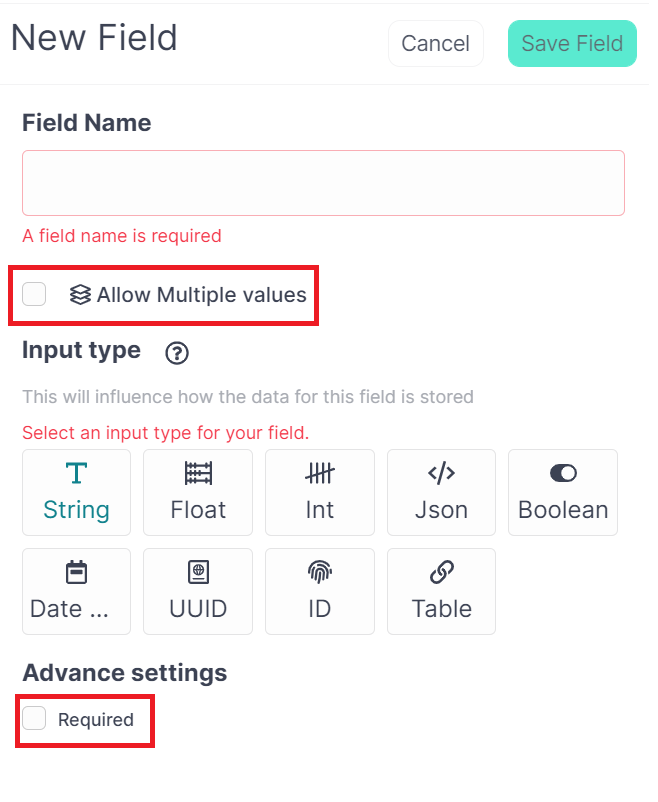 New Field
Cancel
Save Field
Field Name
A field name is required
Allow Multiple values
Input type ?
This will influence how the data for this field is stored
Select an input type for your field.
String
Float
Int
Json
Boolean
Date ...
UUID
ID
Table
Advance settings
Required